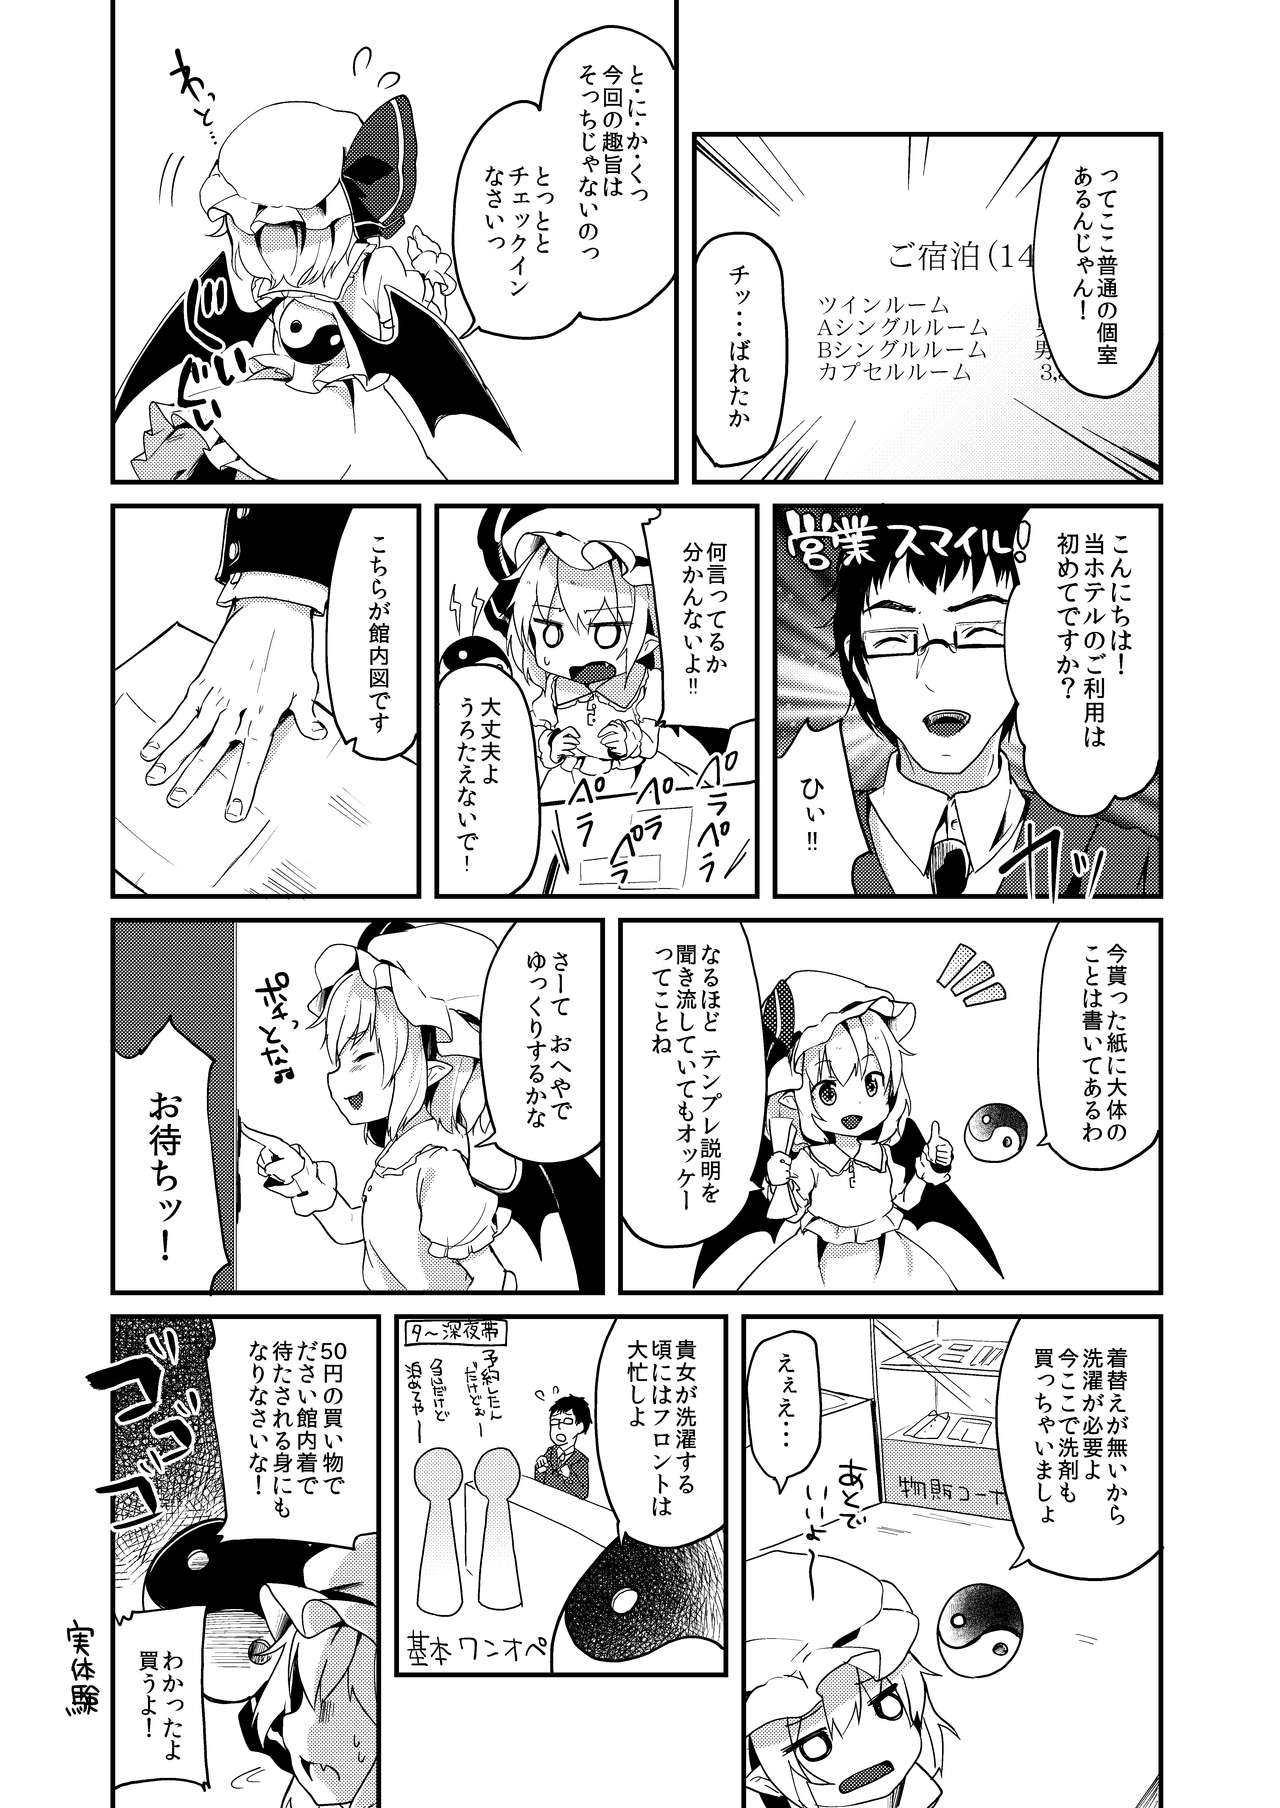 ってここ普通の個室
あるんじゃん！
ご宿泊(14
ツインルーム
Aシングルルーム
Bシングルルーム 男
カプセルルーム 3,
チッ・・・ばれたか
と・に・か・くっ
今回の趣旨は
そっちじゃないのっ
とっとと
チェックイン
なさいっ
わっと…
ぐいぐい
営業スマイル！
こんにちは！
当ホテルのご利用は
初めてですか？
ひぃ!!
カッ
何言ってるか
分かんないよ!!
ペラ
ペラ
ペラ
大丈夫よ
うろたえないで！
こちらが館内図です
今貰った紙に大体の
ことは書いてあるわ
なるほど テンプレ説明を
聞き流していてもオッケー
ってことね
さーて おへやで
ゆっくりするかな
ポチっとな♪
お待ちッ！
着替えが無いから
洗濯が必要よ
今ここで洗剤も
買っちゃいましょ
物販コーナ
えぇえ・・・
あとで
いいよぉ～
貴女が洗濯する
頃にはフロントは
大忙しよ
夕～深夜帯
予約したん
だけどぉー
基本ワンオペ
50円の買い物で
ださい館内着で
待たされる身にも
なりなさいな！
ゴゴゴ
わかったよ
買うよ！
実体験